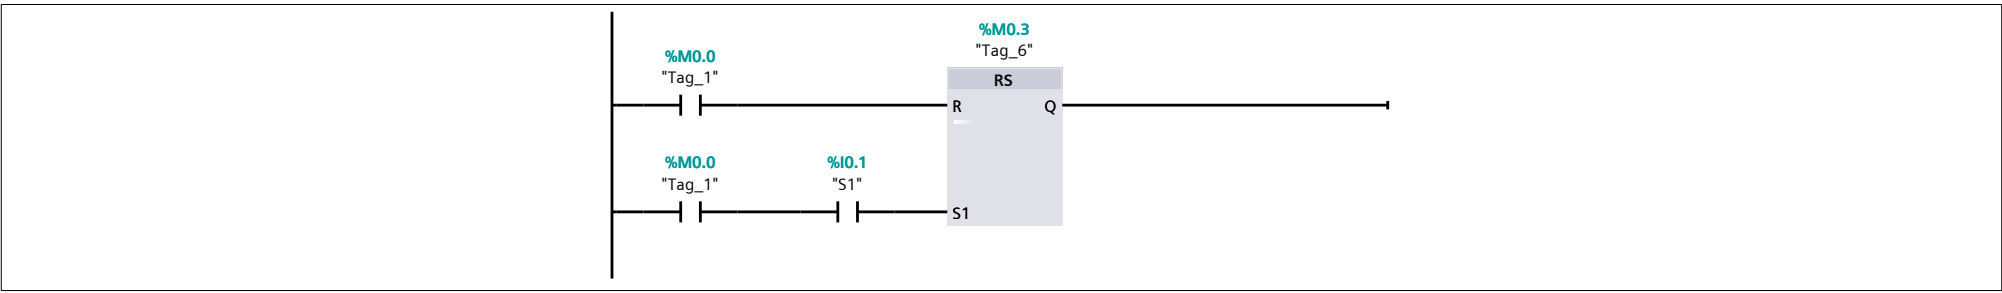 %M0.3
"Tag_6"
%M0.0
"Tag_1"
RS
R
Q
%M0.0
"Tag_1"
%I0.1
"S1"
S1